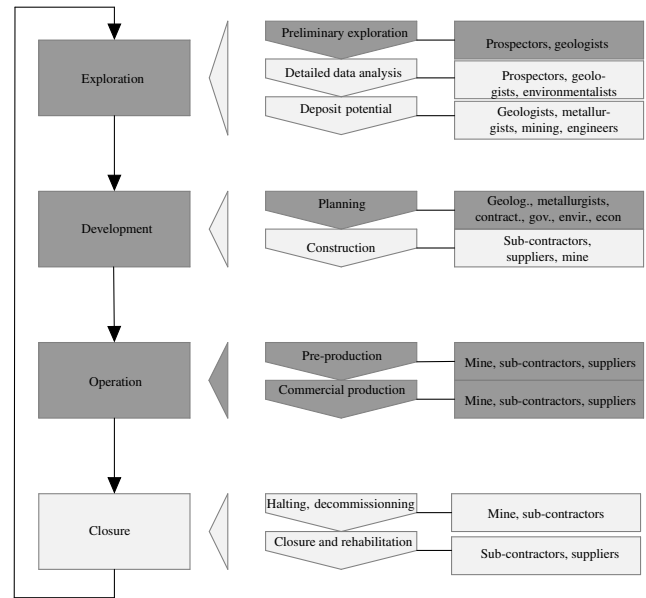 Exploration
Preliminary exploration
Prospectors, geologists
Detailed data analysis
Prospectors, geolo-
gists, environmentalists
Deposit potential
Geologists, metallur-
gists, mining, engineers
Development
Planning
Geolog., metallurgists,
contract., gov., envir., econ
Construction
Sub-contractors,
suppliers, mine
Operation
Pre-production
Mine, sub-contractors, suppliers
Commercial production
Mine, sub-contractors, suppliers
Closure
Halting, decommissionning
Mine, sub-contractors
Closure and rehabilitation
Sub-contractors, suppliers